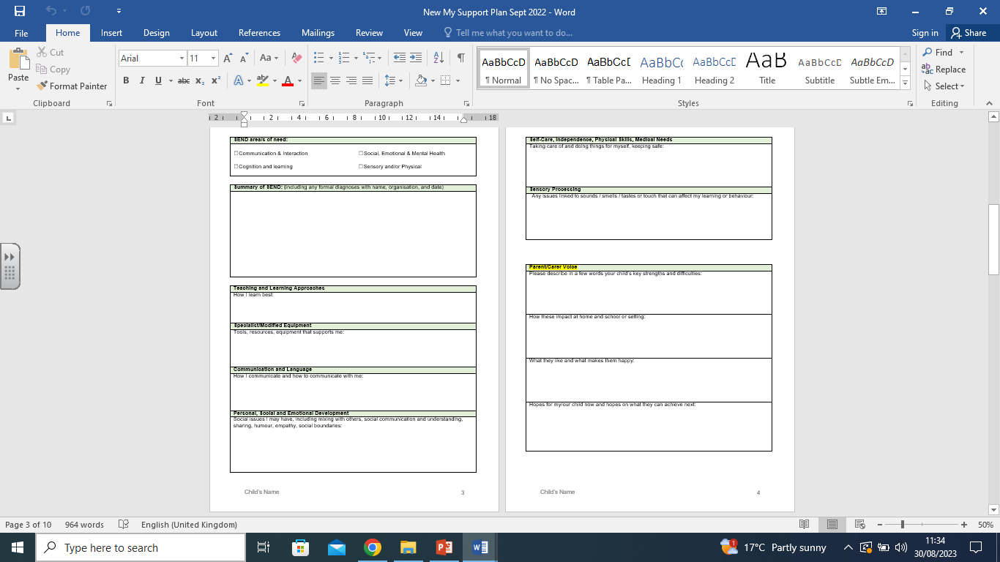 New My Support Plan Sept 2022 - Word
File Home Insert Design Layout References Mailings Review View Tell me what you want to do... Sign in Share
Paste
Cut
Copy
Format Painter
Clipboard
Arial 11
Font
Paragraph
AaBbCcD AaBbCcD AaBbCcD AaBbCc AaBbCcD AaB AaBbCcD AaBbCcD
¶ Normal ¶ No Spac... ¶ Table Pa... Heading 1 Heading 2 Title Subtitle Subtle Em...
Styles
Find
Replace
Select
Editing
2 2 4 6 8 10 12 14 18
SEND area/s of need:
Communication & Interaction Social, Emotional & Mental Health
Cognition and learning Sensory and/or Physical
Summary of SEND: (including any formal diagnoses with name, organisation, and date)
Teaching and Learning Approaches
How I learn best:
Specialist/Modified Equipment
Tools, resources, equipment that supports me:
Communication and Language
How I communicate and how to communicate with me:
Personal, Social and Emotional Development
Social issues I may have, including mixing with others, social communication and understanding,
sharing, humour, empathy, social boundaries:
Child's Name 3
Self-Care, Independence, Physical Skills, Medical Needs
Taking care of and doing things for myself, keeping safe:
Sensory Processing
Any issues linked to sounds / smells / tastes or touch that can affect my learning or behaviour:
Parent/Carer Voice
Please describe in a few words your child's key strengths and difficulties:
How these impact at home and school or setting:
What they like and what makes them happy:
Hopes for my/our child now and hopes on what they can achieve next:
Child's Name 4
Page 3 of 10 964 words English (United Kingdom) 50%
Type here to search
17°C Partly sunny
11:34
30/08/2023